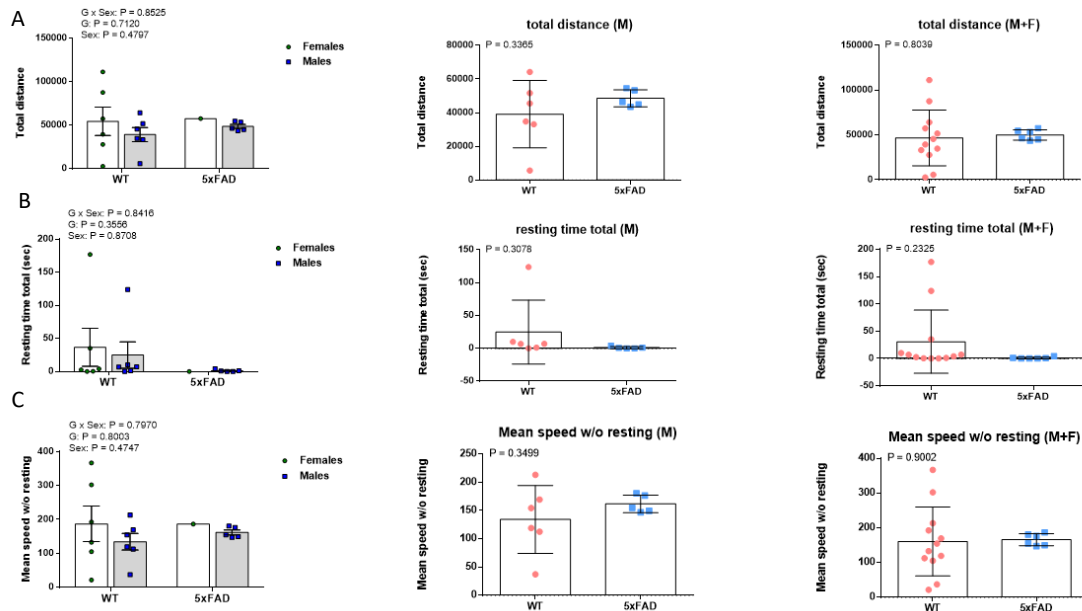 A
G x Sex: P = 0.8525
G: P = 0.7120
Sex: P = 0.4797
Total distance
150000
100000
50000
0
WT
5xFAD
Females
Males
total distance (M)
P = 0.3365
Total distance
80000
60000
40000
20000
0
WT
5xFAD
total distance (M+F)
P = 0.8039
Total distance
150000
100000
50000
0
WT
5xFAD
B
G x Sex: P = 0.8416
G: P = 0.3556
Sex: P = 0.8708
Resting time total (sec)
200
150
100
50
0
WT
5xFAD
Females
Males
resting time total (M)
P = 0.3078
Resting time total (sec)
150
100
50
0
-50
WT
5xFAD
resting time total (M+F)
P = 0.2325
Resting time total (sec)
200
150
100
50
0
-50
WT
5xFAD
C
G x Sex: P = 0.7970
G: P = 0.8003
Sex: P = 0.4747
Mean speed w/o resting
400
300
200
100
0
WT
5xFAD
Females
Males
Mean speed w/o resting (M)
P = 0.3499
Mean speed w/o resting
250
200
150
100
50
0
WT
5xFAD
Mean speed w/o resting (M+F)
P = 0.9002
Mean speed w/o resting
400
300
200
100
0
WT
5xFAD